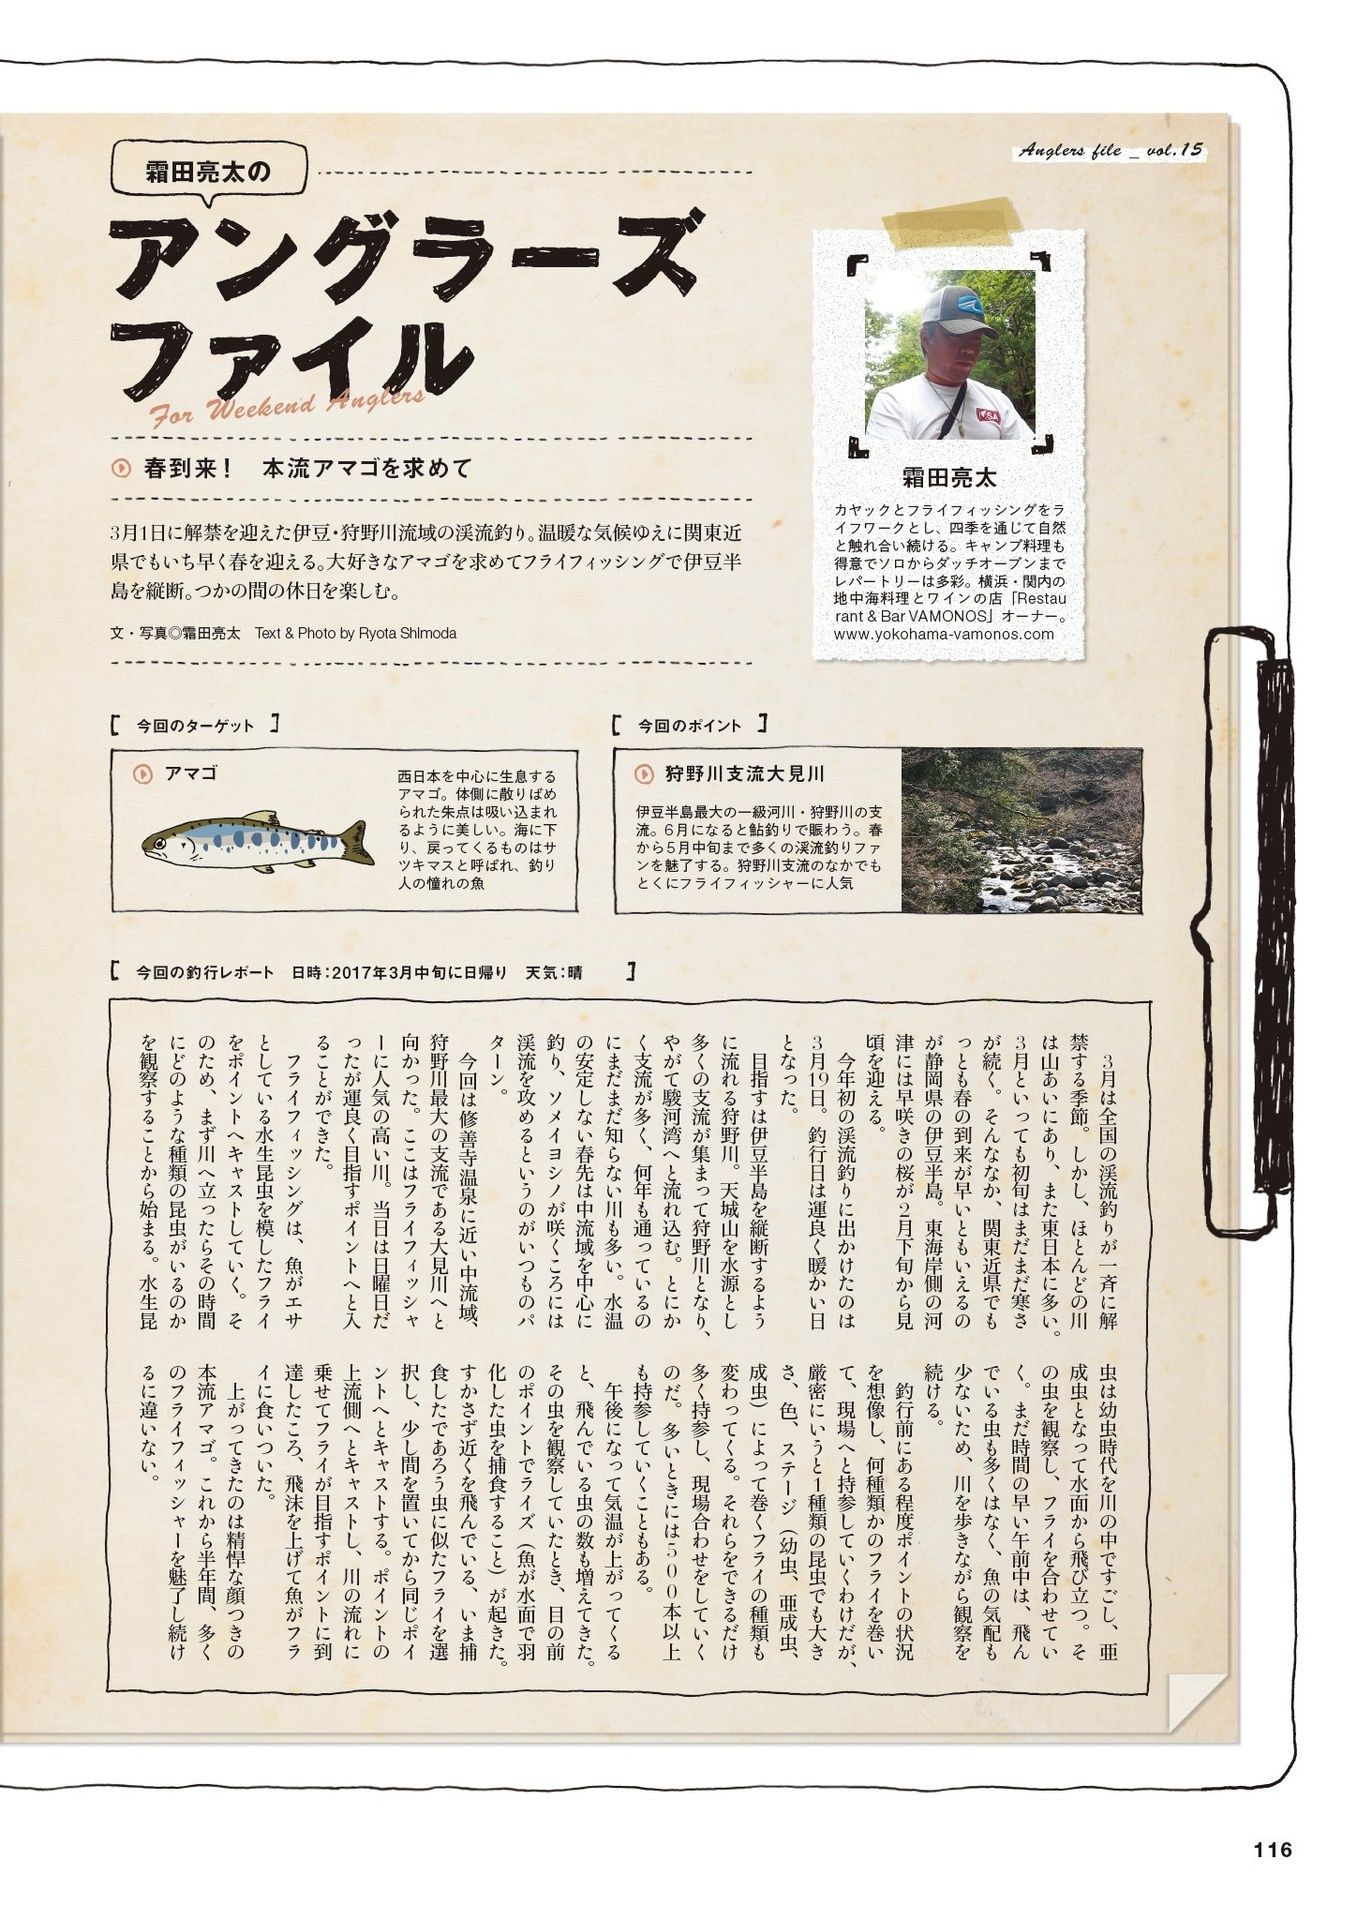 Anglers file _ vol.15
霜田亮太の
アングラーズ
ファイル
For Weekend Anglers
春到来！　本流アマゴを求めて
3月1日に解禁を迎えた伊豆・狩野川流域の渓流釣り。温暖な気候ゆえに関東近
県でもいち早く春を迎える。大好きなアマゴを求めてフライフィッシングで伊豆半
島を縦断。つかの間の休日を楽しむ。
文・写真◎霜田亮太　Text & Photo by Ryota ShImoda
USA
霜田亮太
カヤックとフライフィッシングをラ
イフワークとし、四季を通じて自然
と触れ合い続ける。キャンプ料理も
得意でソロからダッチオーブンまで
レパートリーは多彩。横浜・関内の
地中海料理とワインの店「Restau
rant & Bar VAMONOS」オーナー。
www.yokohama-vamonos.com
[ 今回のターゲット ]
アマゴ
西日本を中心に生息する
アマゴ。体側に散りばめ
られた朱点は吸い込まれ
るように美しい。海に下
り、戻ってくるものはサ
ツキマスと呼ばれ、釣り
人の憧れの魚
[ 今回のポイント ]
狩野川支流大見川
伊豆半島最大の一級河川・狩野川の支
流。6月になると鮎釣りで賑わう。春
から5月中旬まで多くの渓流釣りファ
ンを魅了する。狩野川支流のなかでも
とくにフライフィッシャーに人気
[ 今回の釣行レポート　日時：2017年3月中旬に日帰り　天気：晴 ]
　3月は全国の渓流釣りが一斉に解
禁する季節。しかし、ほとんどの川
は山あいにあり、また東日本に多い。
3月といっても初旬はまだまだ寒さ
が続く。そんななか、関東近県でも
っとも春の到来が早いともいえるの
が静岡県の伊豆半島。東海岸側の河
津には早咲きの桜が2月下旬から見
頃を迎える。
　今年初の渓流釣りに出かけたのは
3月19日。釣行日は運良く暖かい日
となった。
　目指すは伊豆半島を縦断するよう
に流れる狩野川。天城山を水源とし
多くの支流が集まって狩野川となり、
やがて駿河湾へと流れ込む。とにか
く支流が多く、何年も通っているの
にまだまだ知らない川も多い。水温
の安定しない春先は中流域を中心に
釣り、ソメイヨシノが咲くころには
渓流を攻めるというのがいつものパ
ターン。
　今回は修善寺温泉に近い中流域、
狩野川最大の支流である大見川へと
向かった。ここはフライフィッシャ
ーに人気の高い川。当日は日曜日だ
ったが運良く目指すポイントへと入
ることができた。
　フライフィッシングは、魚がエサ
としている水生昆虫を模したフライ
をポイントへキャストしていく。そ
のため、まず川へ立ったらその時間
にどのような種類の昆虫がいるのか
を観察することから始まる。水生昆
虫は幼虫時代を川の中ですごし、亜
成虫となって水面から飛び立つ。そ
の虫を観察し、フライを合わせてい
く。まだ時間の早い午前中は、飛ん
でいる虫も多くはなく、魚の気配も
少ないため、川を歩きながら観察を
続ける。
　釣行前にある程度ポイントの状況
を想像し、何種類かのフライを巻い
て、現場へと持参していくわけだが、
厳密にいうと1種類の昆虫でも大き
さ、色、ステージ（幼虫、亜成虫、
成虫）によって巻くフライの種類も
変わってくる。それらをできるだけ
多く持参し、現場合わせをしていく
のだ。多いときには500本以上
も持参していくこともある。
　午後になって気温が上がってくる
と、飛んでいる虫の数も増えてきた。
その虫を観察していたとき、目の前
のポイントでライズ（魚が水面で羽
化した虫を捕食すること）が起きた。
すかさず近くを飛んでいる、いま捕
食したであろう虫に似たフライを選
択し、少し間を置いてから同じポイ
ントへとキャストする。ポイントの
上流側へとキャストし、川の流れに
乗せてフライが目指すポイントに到
達したころ、飛沫を上げて魚がフラ
イに食いついた。
　上がってきたのは精悍な顔つきの
本流アマゴ。これから半年間、多く
のフライフィッシャーを魅了し続け
るに違いない。
116